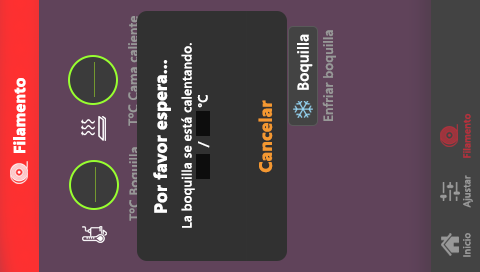 Filamento
T°C Boquilla
T°C Cama caliente
Por favor espera...
La boquilla se está calentando.
/ °C
Cancelar
Boquilla
Enfriar boquilla
Inicio
Ajustar
Filamento